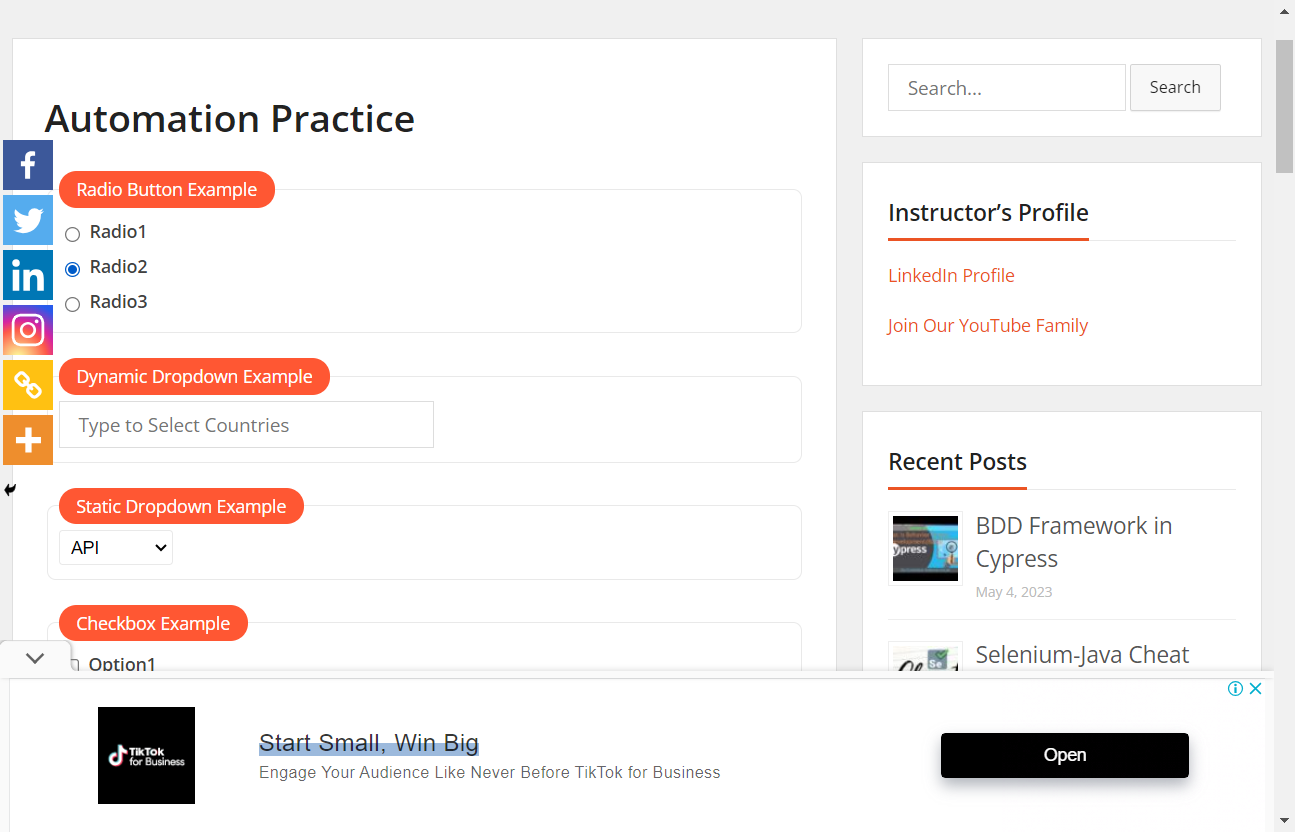 Automation Practice
Radio Button Example
Radio1
Radio2
Radio3
Dynamic Dropdown Example
Type to Select Countries
Static Dropdown Example
API
Checkbox Example
Option1
Search...
Search
Instructor’s Profile
LinkedIn Profile
Join Our YouTube Family
Recent Posts
BDD Framework in
Cypress
May 4, 2023
Selenium-Java Cheat
TikTok
for Business
Start Small, Win Big
Engage Your Audience Like Never Before TikTok for Business
Open